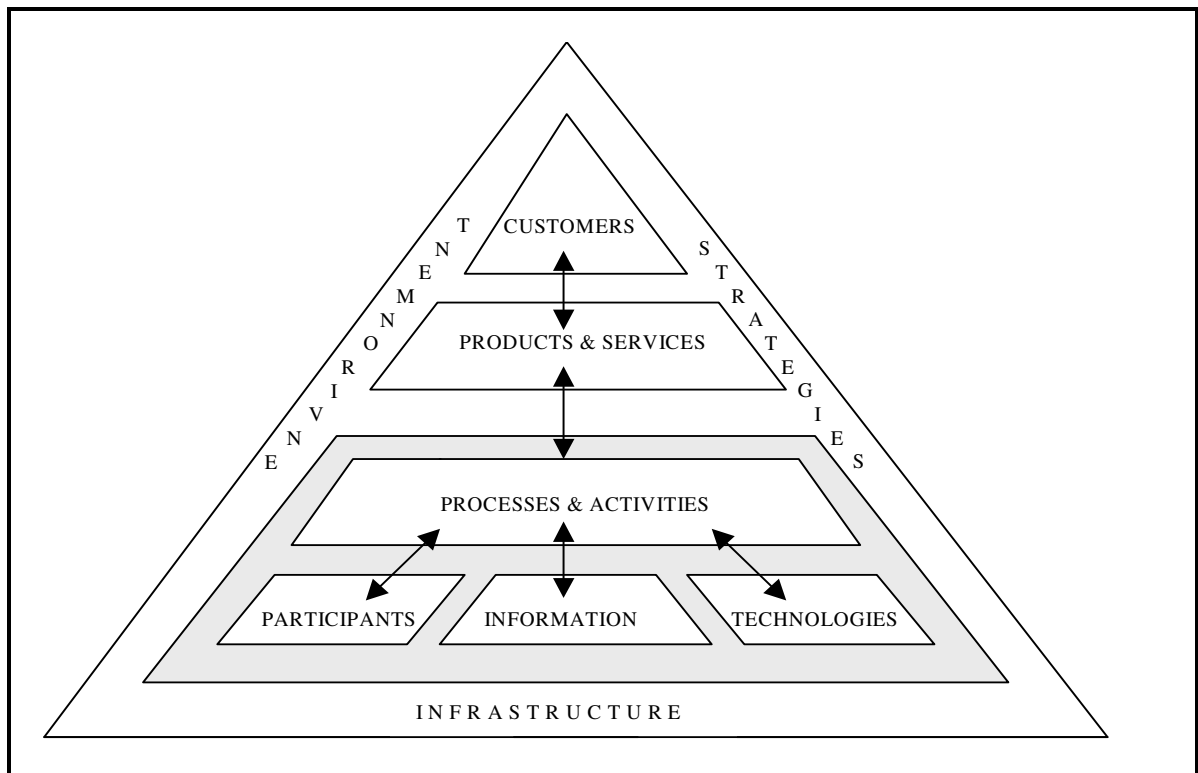 CUSTOMERS
ENVIRONMENT
STRATEGIES
PRODUCTS & SERVICES
PROCESSES & ACTIVITIES
PARTICIPANTS
INFORMATION
TECHNOLOGIES
INFRASTRUCTURE